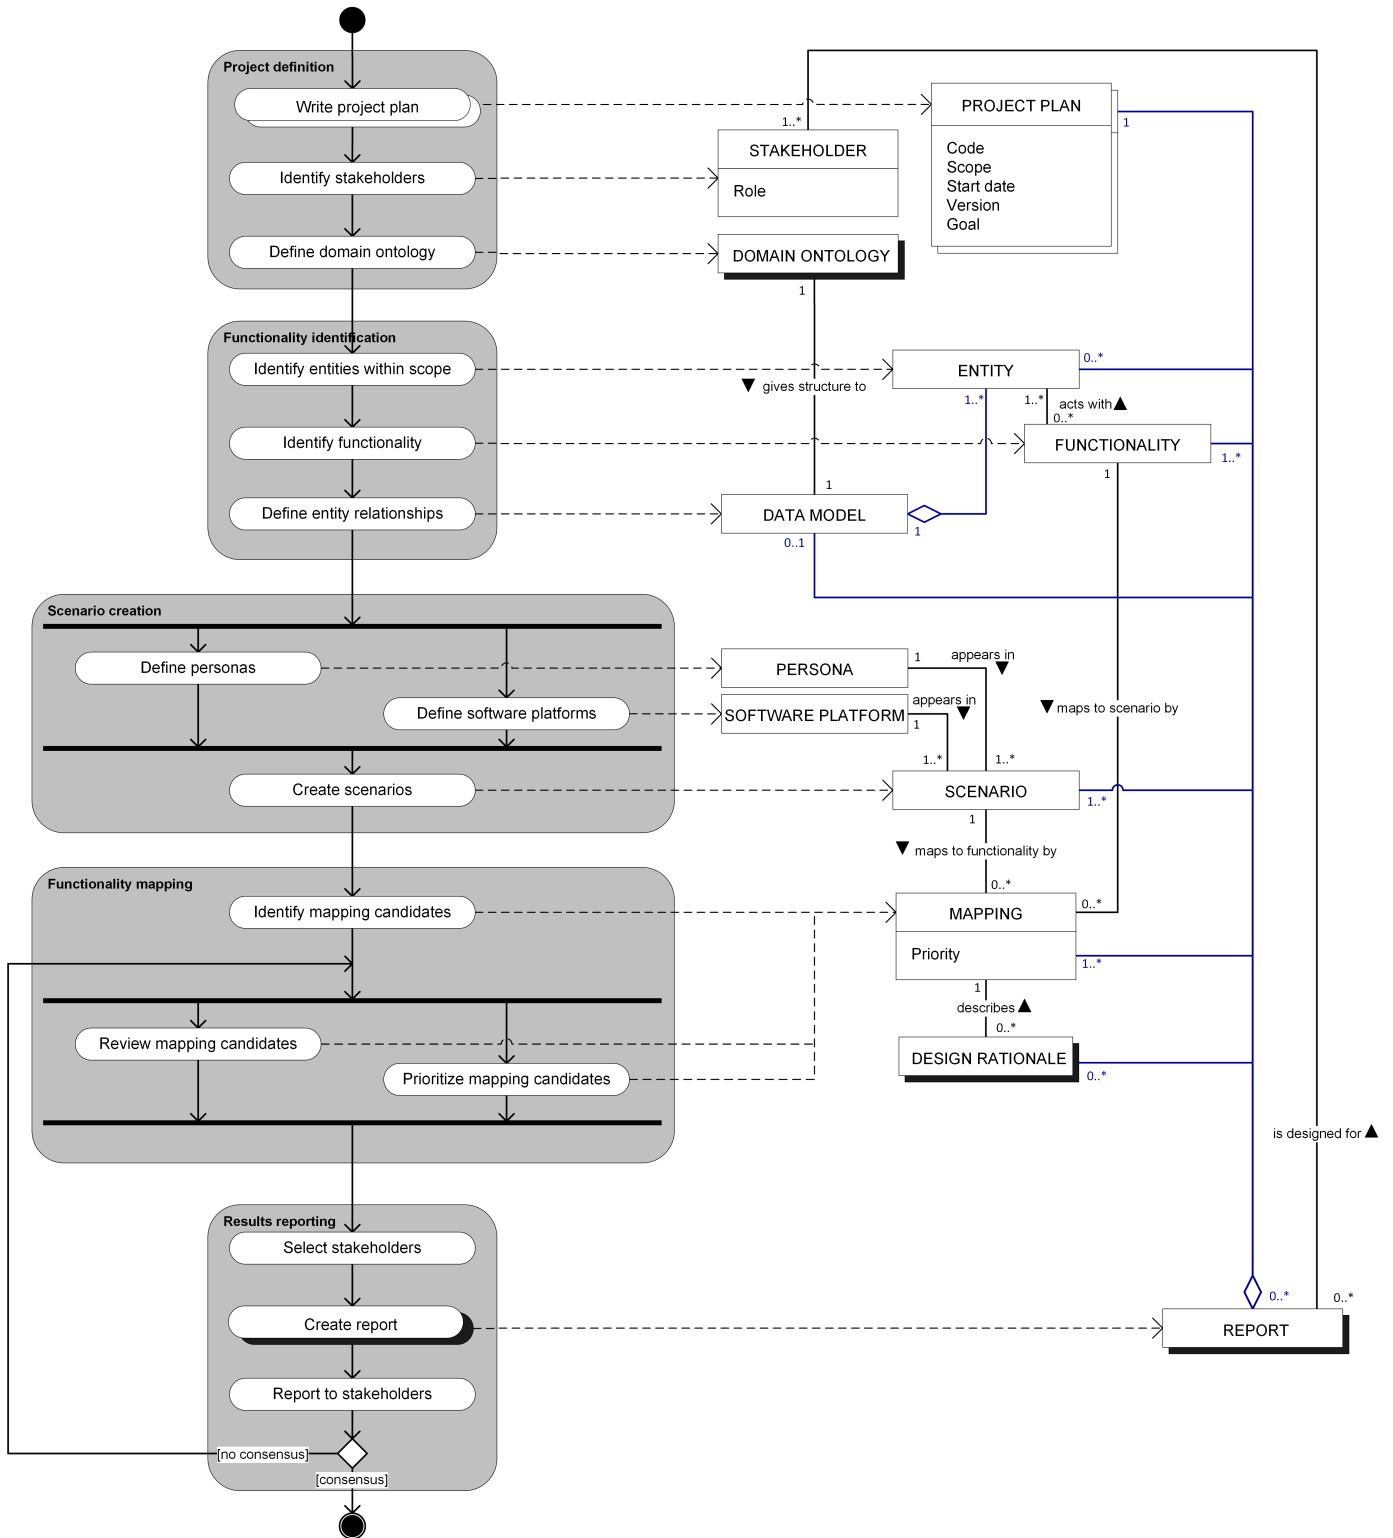 Project definition
Write project plan
Identify stakeholders
Define domain ontology
1..*
STAKEHOLDER
Role
PROJECT PLAN
1
Code
Scope
Start date
Version
Goal
DOMAIN ONTOLOGY
1
Functionality identification
Identify entities within scope
Identify functionality
Define entity relationships
gives structure to
ENTITY
0..*
1..*
1..*
acts with
0..*
FUNCTIONALITY
1..*
1
1
DATA MODEL
1
0..1
Scenario creation
Define personas
Define software platforms
Create scenarios
PERSONA
1
appears in
SOFTWARE PLATFORM
appears in
1
maps to scenario by
1..*
1..*
SCENARIO
1..*
1
maps to functionality by
0..*
Functionality mapping
Identify mapping candidates
Review mapping candidates
Prioritize mapping candidates
MAPPING
0..*
Priority
1..*
1
describes
0..*
DESIGN RATIONALE
0..*
is designed for
Results reporting
Select stakeholders
Create report
Report to stakeholders
0..*
0..*
REPORT
[no consensus]
[consensus]